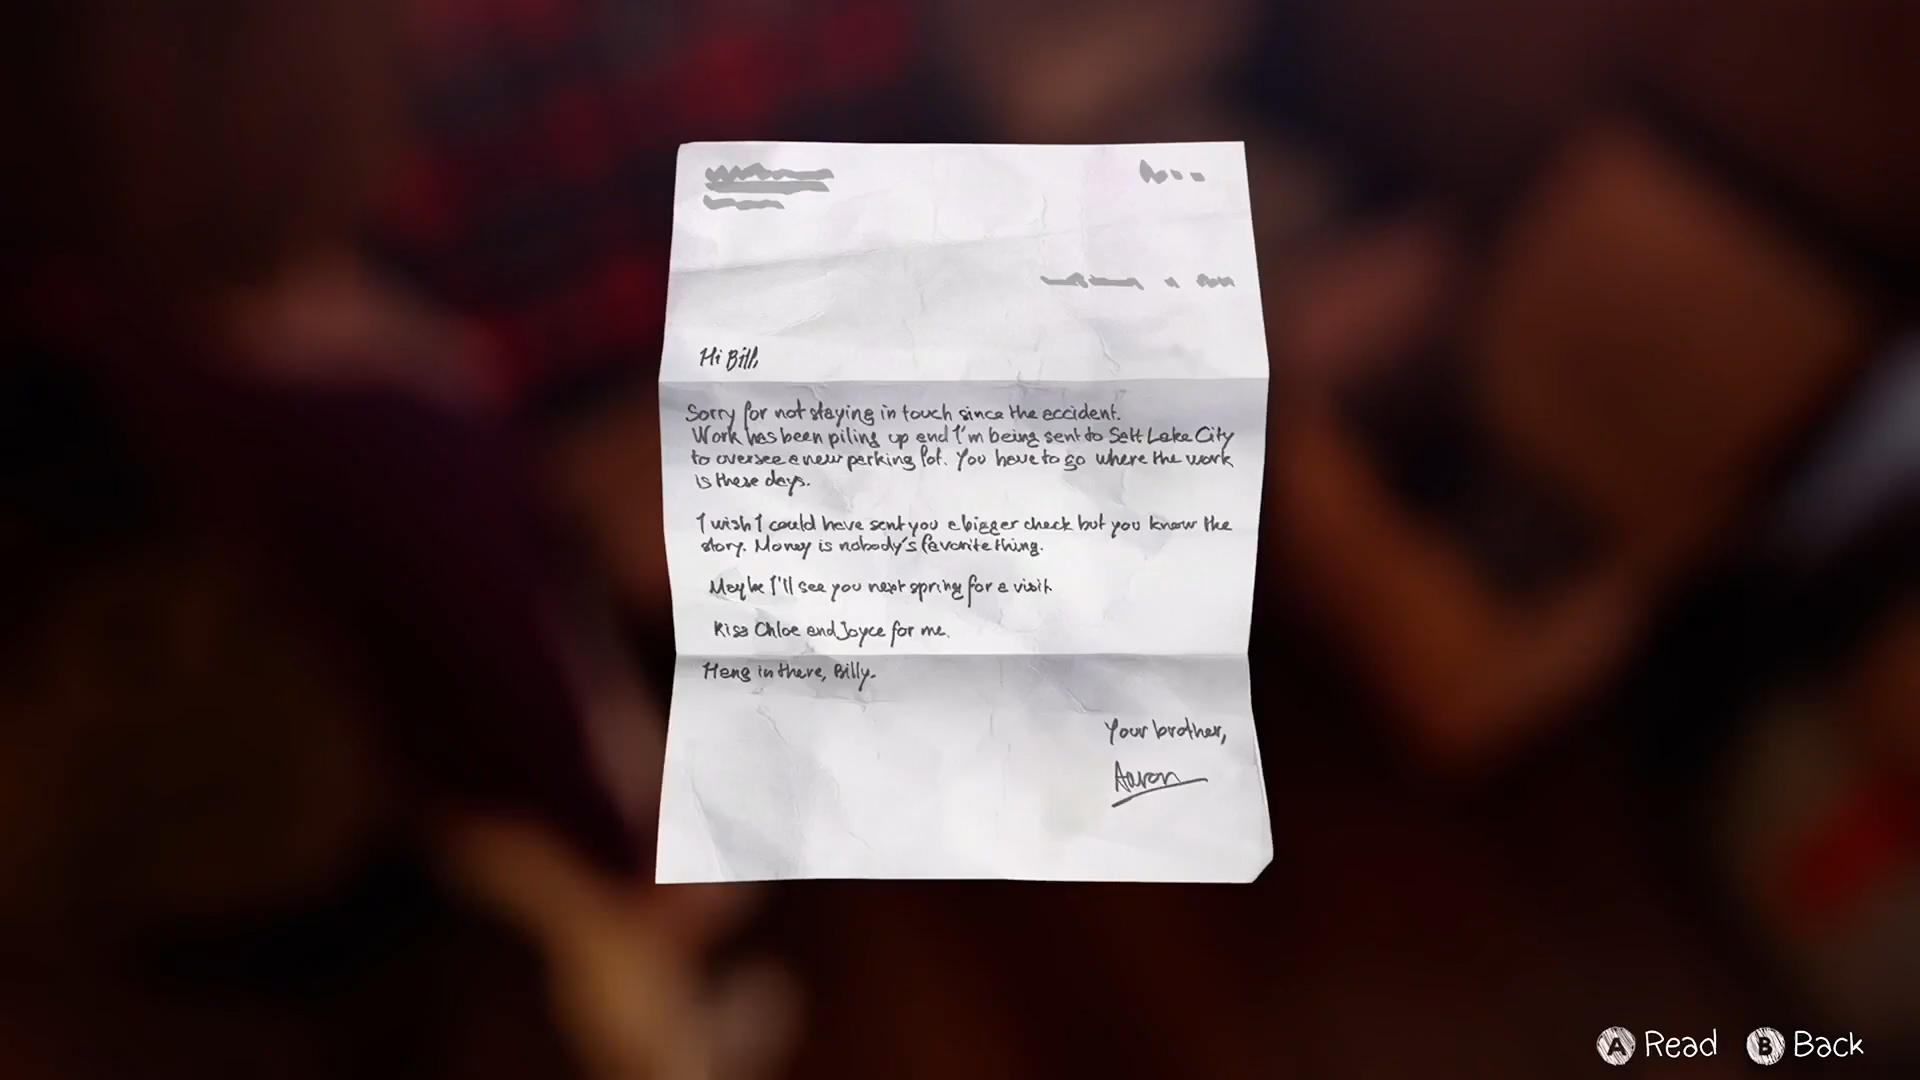 Hi Bill,
Sorry for not staying in touch since the accident.
Work has been piling up and I'm being sent to Salt Lake City
to oversee a new parking lot. You have to go where the work
is these days.
I wish I could have sent you a bigger check but you know the
story. Money is nobody's favorite thing.
Maybe I'll see you next spring for a visit.
Kiss Chloe and Joyce for me.
Hang in there, Billy.
Your brother,
Aaron
A Read B Back